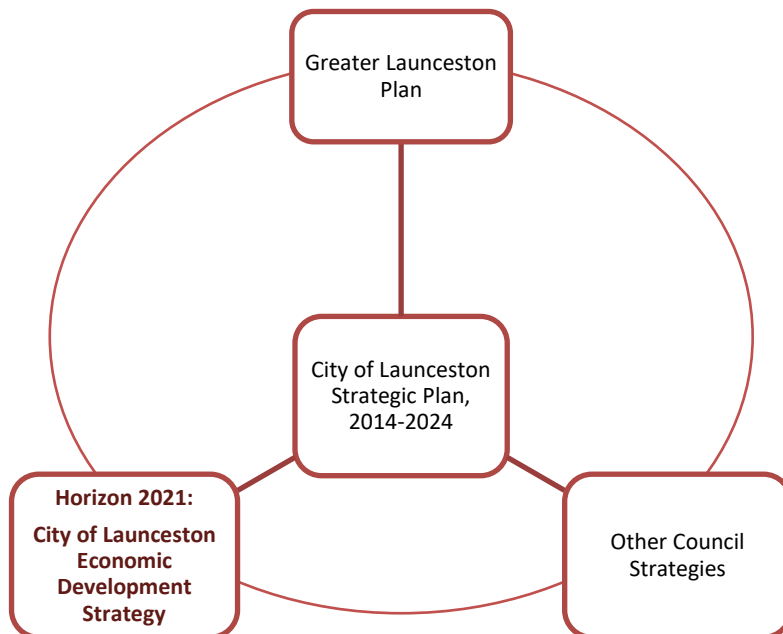 Greater Launceston
Plan
City of Launceston
Strategic Plan,
2014-2024
Horizon 2021:
City of Launceston
Economic
Development
Strategy
Other Council
Strategies